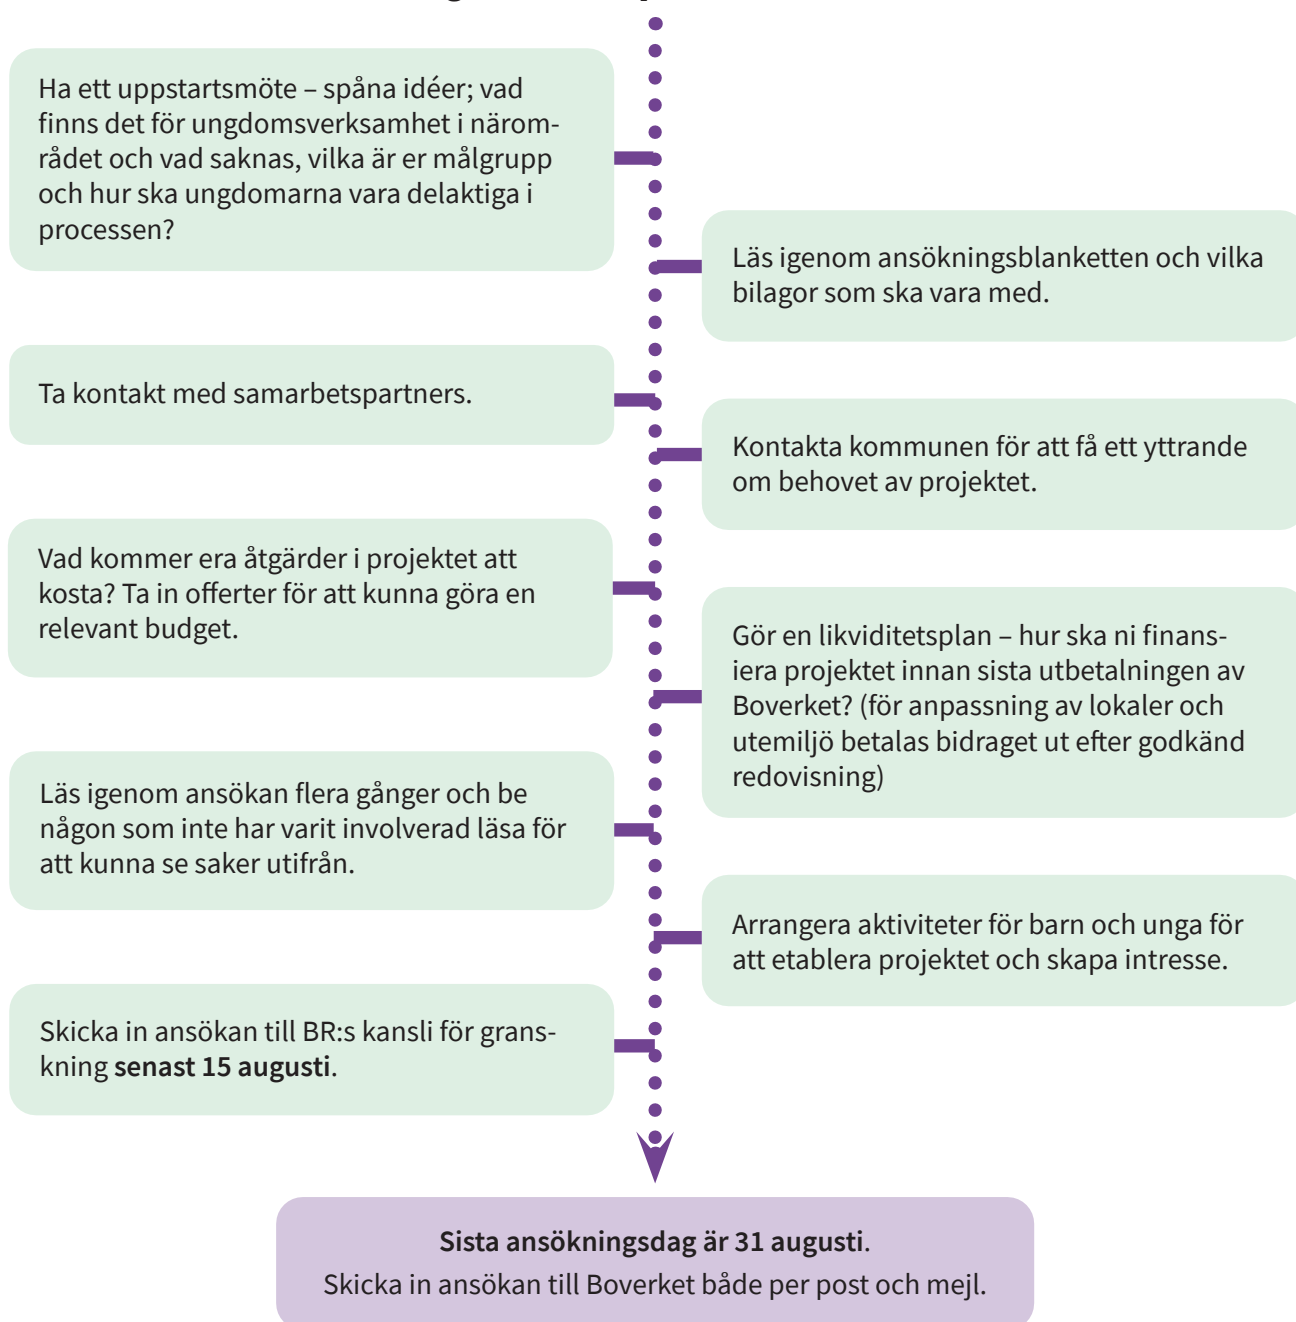 Ha ett uppstartsmöte – spåna idéer; vad
finns det för ungdomsverksamhet i närom-
rådet och vad saknas, vilka är er målgrupp
och hur ska ungdomarna vara delaktiga i
processen?
Läs igenom ansökningsblanketten och vilka
bilagor som ska vara med.
Ta kontakt med samarbetspartners.
Kontakta kommunen för att få ett yttrande
om behovet av projektet.
Vad kommer era åtgärder i projektet att
kosta? Ta in offerter för att kunna göra en
relevant budget.
Gör en likviditetsplan – hur ska ni finans-
iera projektet innan sista utbetalningen av
Boverket? (för anpassning av lokaler och
utemiljö betalas bidraget ut efter godkänd
redovisning)
Läs igenom ansökan flera gånger och be
någon som inte har varit involverad läsa för
att kunna se saker utifrån.
Arrangera aktiviteter för barn och unga för
att etablera projektet och skapa intresse.
Skicka in ansökan till BR:s kansli för grans-
kning senast 15 augusti.
Sista ansökningsdag är 31 augusti.
Skicka in ansökan till Boverket både per post och mejl.